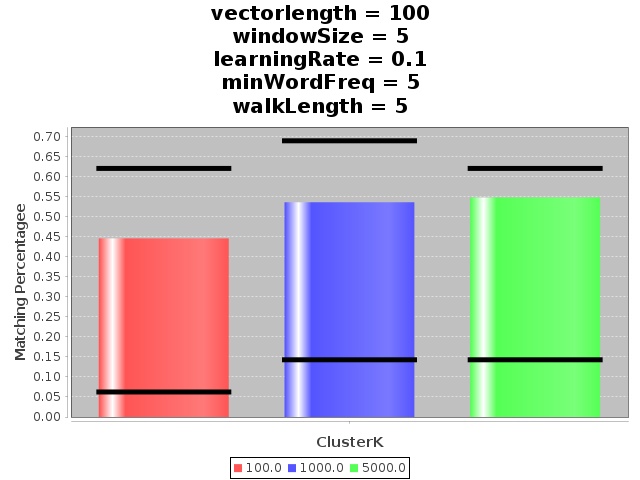 vectorlength = 100
windowSize = 5
learningRate = 0.1
minWordFreq = 5
walkLength = 5
0.70
0.65
0.60
0.55
0.50
0.45
0.40
0.35
0.30
0.25
0.20
0.15
0.10
0.05
0.00
Matching Percentagee
ClusterK
100.0 1000.0 5000.0